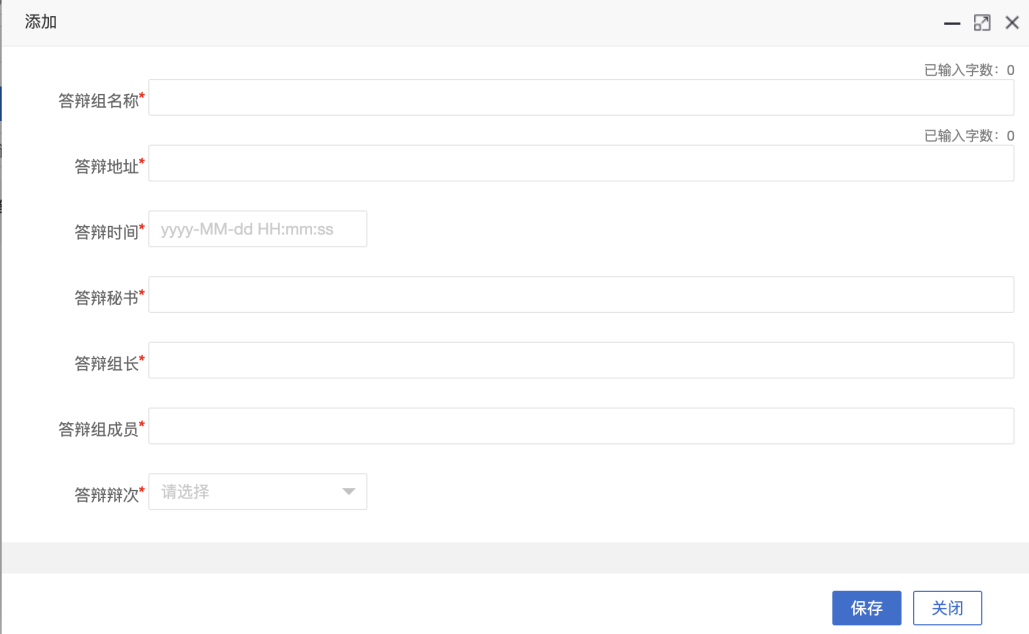 添加
已输入字数：0
答辩组名称*
已输入字数：0
答辩地址*
答辩时间* yyyy-MM-dd HH:mm:ss
答辩秘书*
答辩组长*
答辩组成员*
答辩辩次* 请选择
保存 关闭